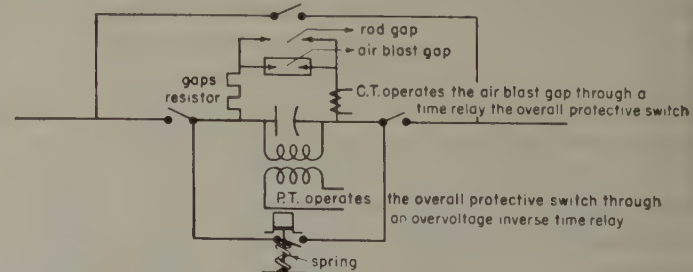 rod gap
air blast gap
gaps
resistor
C.T. operates the air blast gap through a
time relay the overall protective switch
P.T. operates the overall protective switch through
an overvoltage inverse time relay
spring